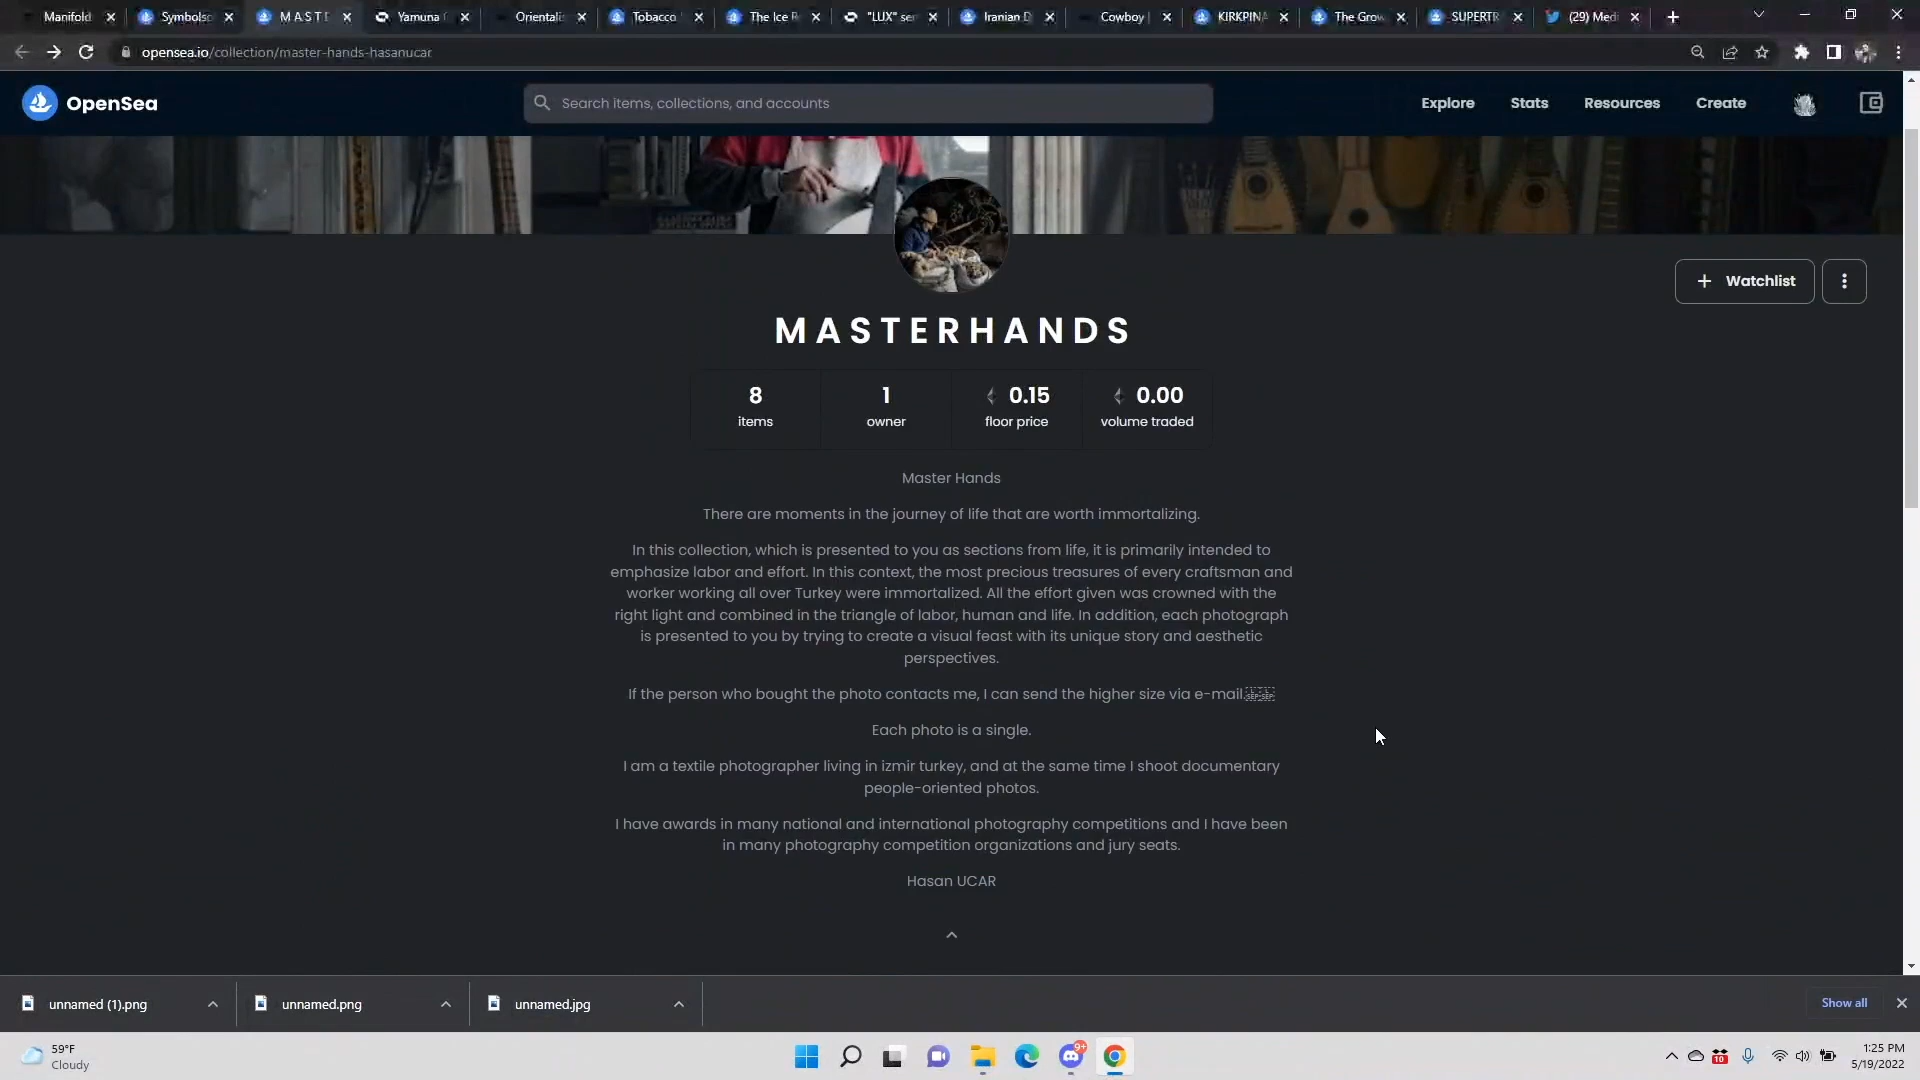 Manifold
Symbols
M A S T E
Yamuna
Orientalis
Tobacco
The Ice R
"LUX" ser
Iranian D
Cowboy |
KIRKPINA
The Grow
SUPERTR
(29) Medi
opensea.io/collection/master-hands-hasanucar
OpenSea
Search items, collections, and accounts
Explore
Stats
Resources
Create
+ Watchlist
M A S T E R H A N D S
8
1
0.15
0.00
items
owner
floor price
volume traded
Master Hands
There are moments in the journey of life that are worth immortalizing.
In this collection, which is presented to you as sections from life, it is primarily intended to
emphasize labor and effort. In this context, the most precious treasures of every craftsman and
worker working all over Turkey were immortalized. All the effort given was crowned with the
right light and combined in the triangle of labor, human and life. In addition, each photograph
is presented to you by trying to create a visual feast with its unique story and aesthetic
perspectives.
If the person who bought the photo contacts me, I can send the higher size via e-mail.
Each photo is a single.
I am a textile photographer living in izmir turkey, and at the same time I shoot documentary
people-oriented photos.
I have awards in many national and international photography competitions and I have been
in many photography competition organizations and jury seats.
Hasan UCAR
unnamed (1).png
unnamed.png
unnamed.jpg
Show all
59°F
Cloudy
9+
10
1:25 PM
5/19/2022